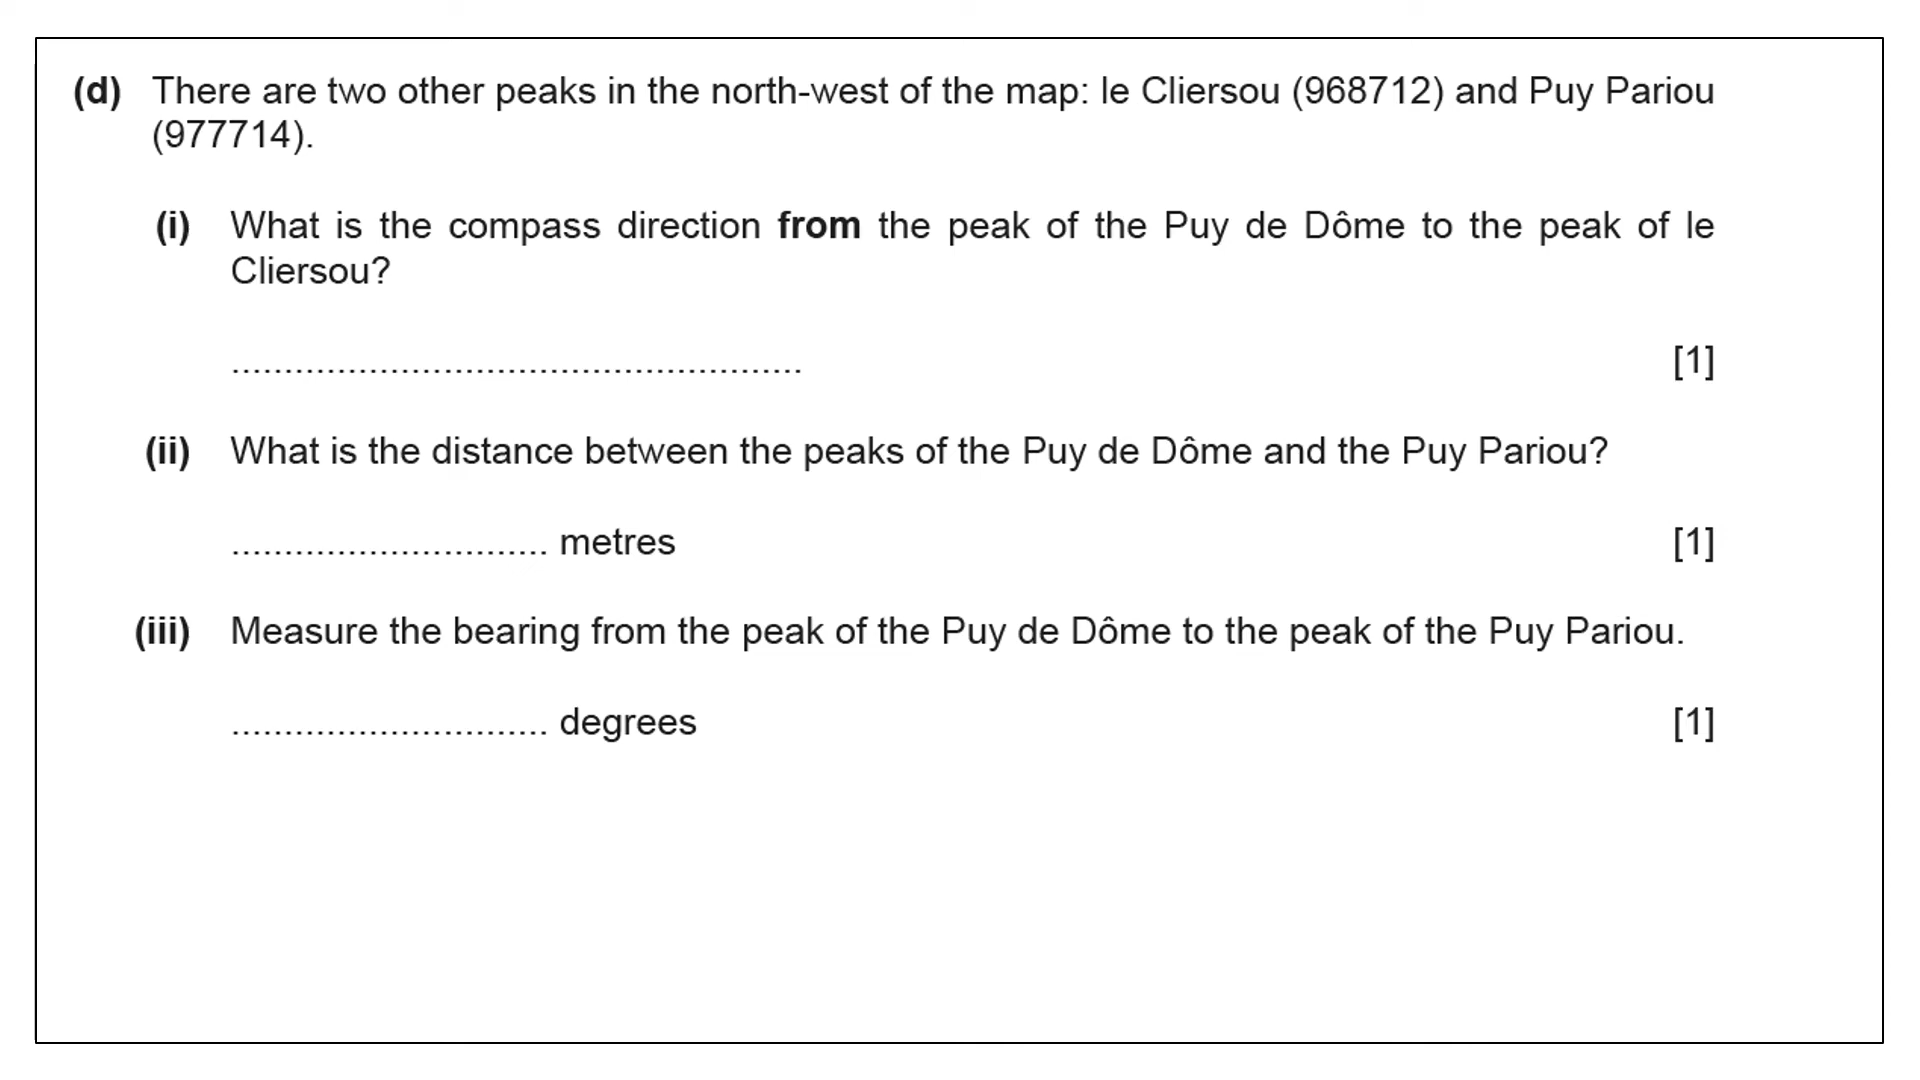 (d) There are two other peaks in the north-west of the map: le Cliersou (968712) and Puy Pariou
(977714).
(i) What is the compass direction from the peak of the Puy de Dôme to the peak of le
Cliersou?
...................................................... [1]
(ii) What is the distance between the peaks of the Puy de Dôme and the Puy Pariou?
.............................. metres [1]
(iii) Measure the bearing from the peak of the Puy de Dôme to the peak of the Puy Pariou.
.............................. degrees [1]